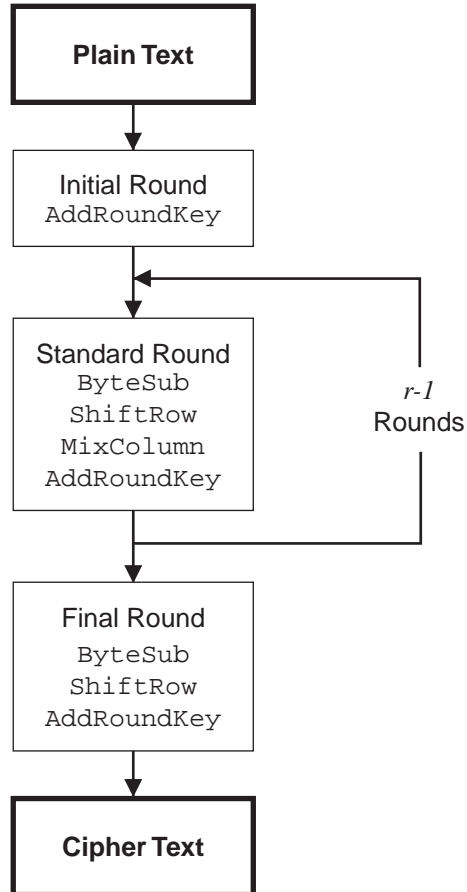 Plain Text
Initial Round
AddRoundKey
Standard Round
ByteSub
ShiftRow
MixColumn
AddRoundKey
r-1
Rounds
Final Round
ByteSub
ShiftRow
AddRoundKey
Cipher Text